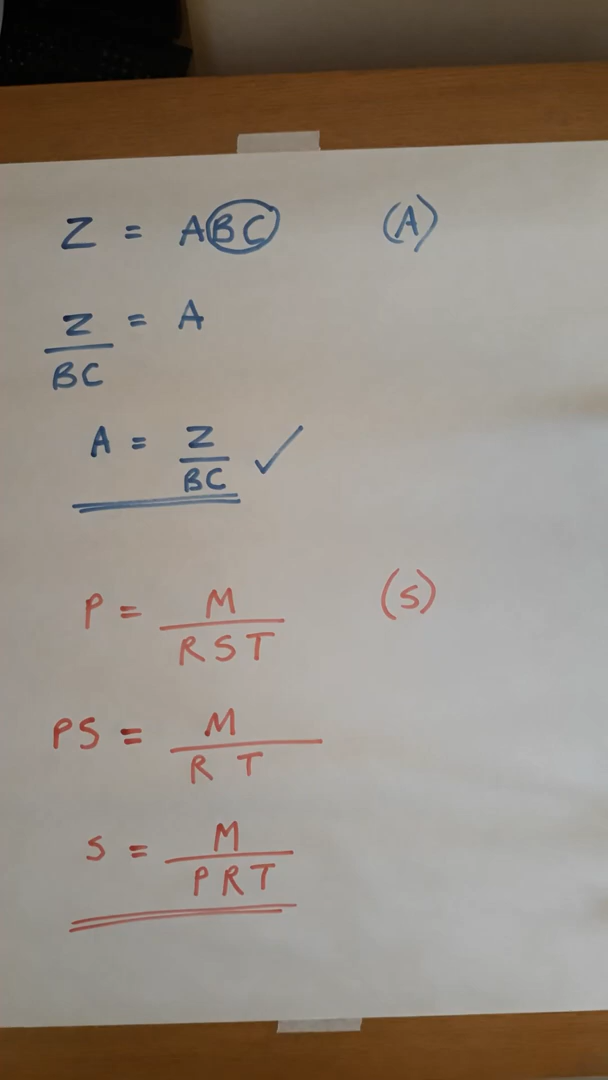 Z = ABC (A)
Z/BC = A
A = Z/BC ✓
P = M/RST (S)
PS = M/RT
S = M/PRT